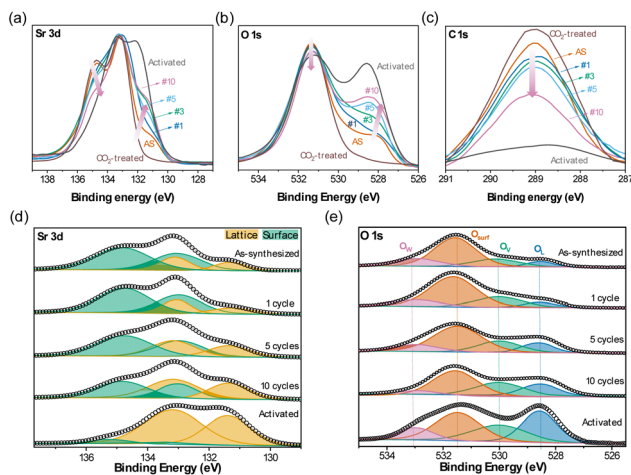 (a)
Sr 3d
Activated
#10
#5
#3
#1
AS
CO2-treated
136 134 132 130 128
Binding energy (eV)
(b)
O 1s
Activated
#10
#5
#3
#1
AS
CO2-treated
534 532 530 528 526
Binding Energy (eV)
(c)
C 1s
CO2-treated
AS
#1
#3
#5
#10
Activated
291 290 289 288 287
Binding energy (eV)
(d)
Sr 3d
Lattice Surface
As-synthesized
1 cycle
5 cycles
10 cycles
Activated
136 134 132 130
Binding Energy (eV)
(e)
O 1s
OW
Osurf
OV
OL
As-synthesized
1 cycle
5 cycles
10 cycles
Activated
534 532 530 528 526
Binding Energy (eV)